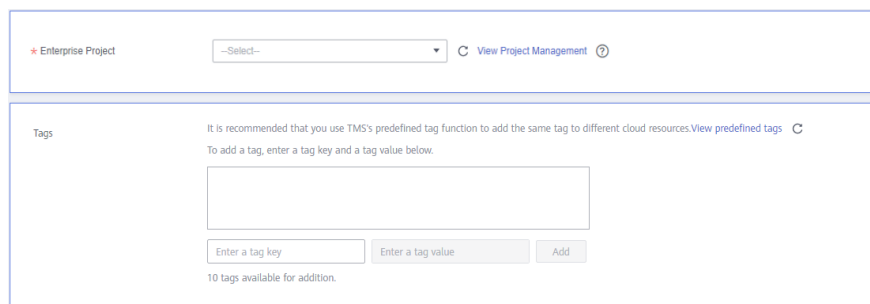 * Enterprise Project --Select-- View Project Management ?
Tags It is recommended that you use TMS's predefined tag function to add the same tag to different cloud resources.View predefined tags
To add a tag, enter a tag key and a tag value below.
Enter a tag key Enter a tag value Add
10 tags available for addition.